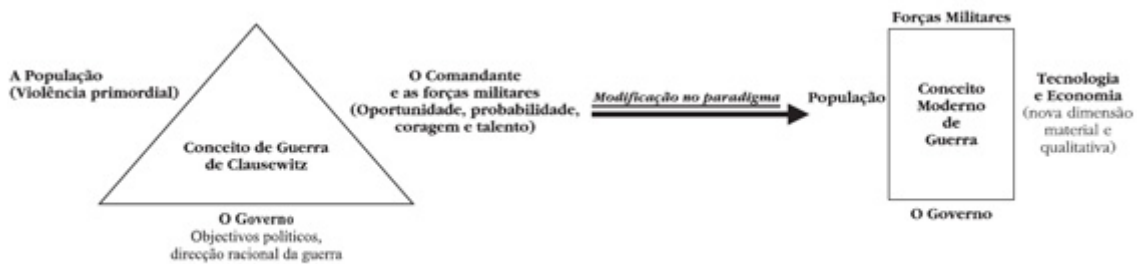 A População
(Violência primordial)
Conceito de Guerra
de Clausewitz
O Governo
Objectivos políticos,
direcção racional da guerra
O Comandante
e as forças militares
(Oportunidade, probabilidade,
coragem e talento)
Modificação no paradigma
Forças Militares
População
Conceito
Moderno
de
Guerra
Tecnologia
e Economia
(nova dimensão
material e
qualitativa)
O Governo